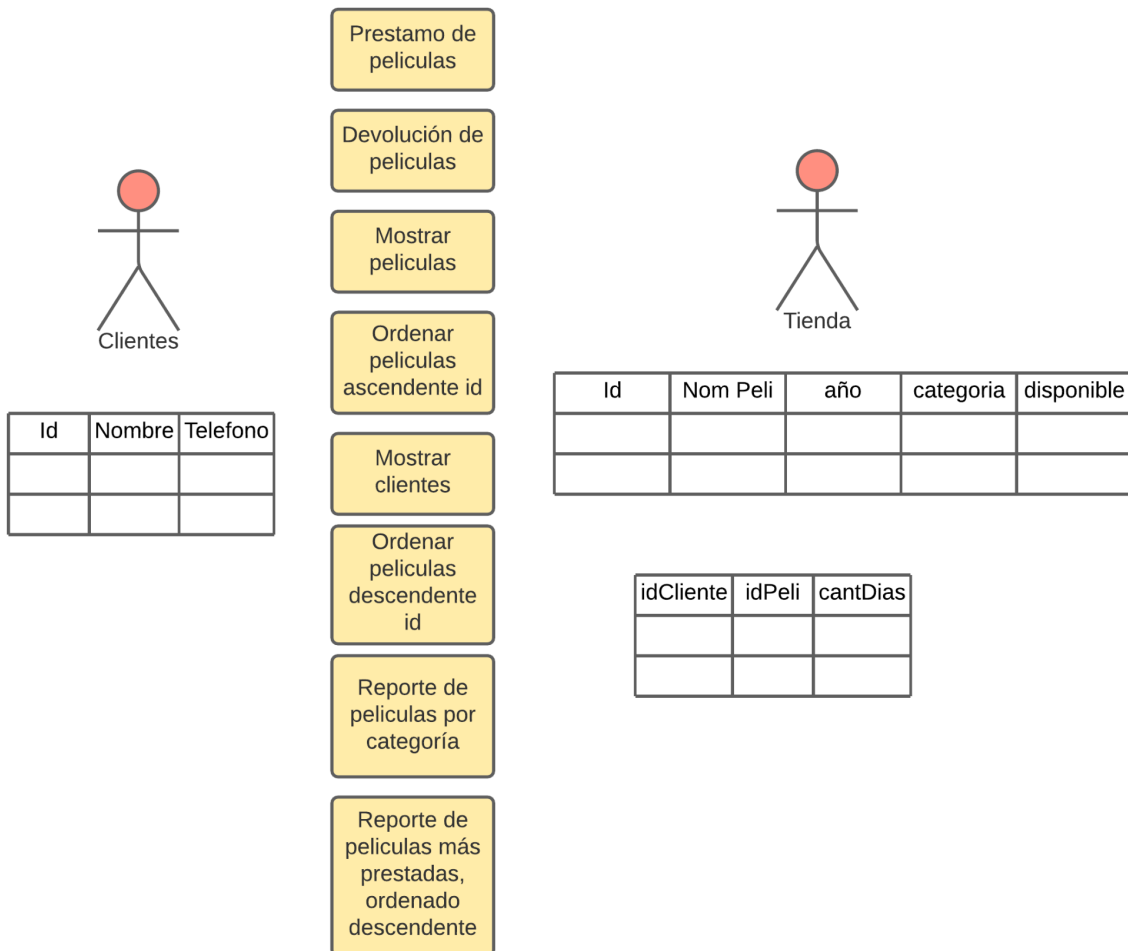 Prestamo de
peliculas
Devolución de
peliculas
Mostrar
peliculas
Ordenar
peliculas
ascendente id
Mostrar
clientes
Ordenar
peliculas
descendente
id
Reporte de
peliculas por
categoría
Reporte de
peliculas más
prestadas,
ordenado
descendente
Clientes
Id Nombre Telefono
Tienda
Id Nom Peli año categoria disponible
idCliente idPeli cantDias